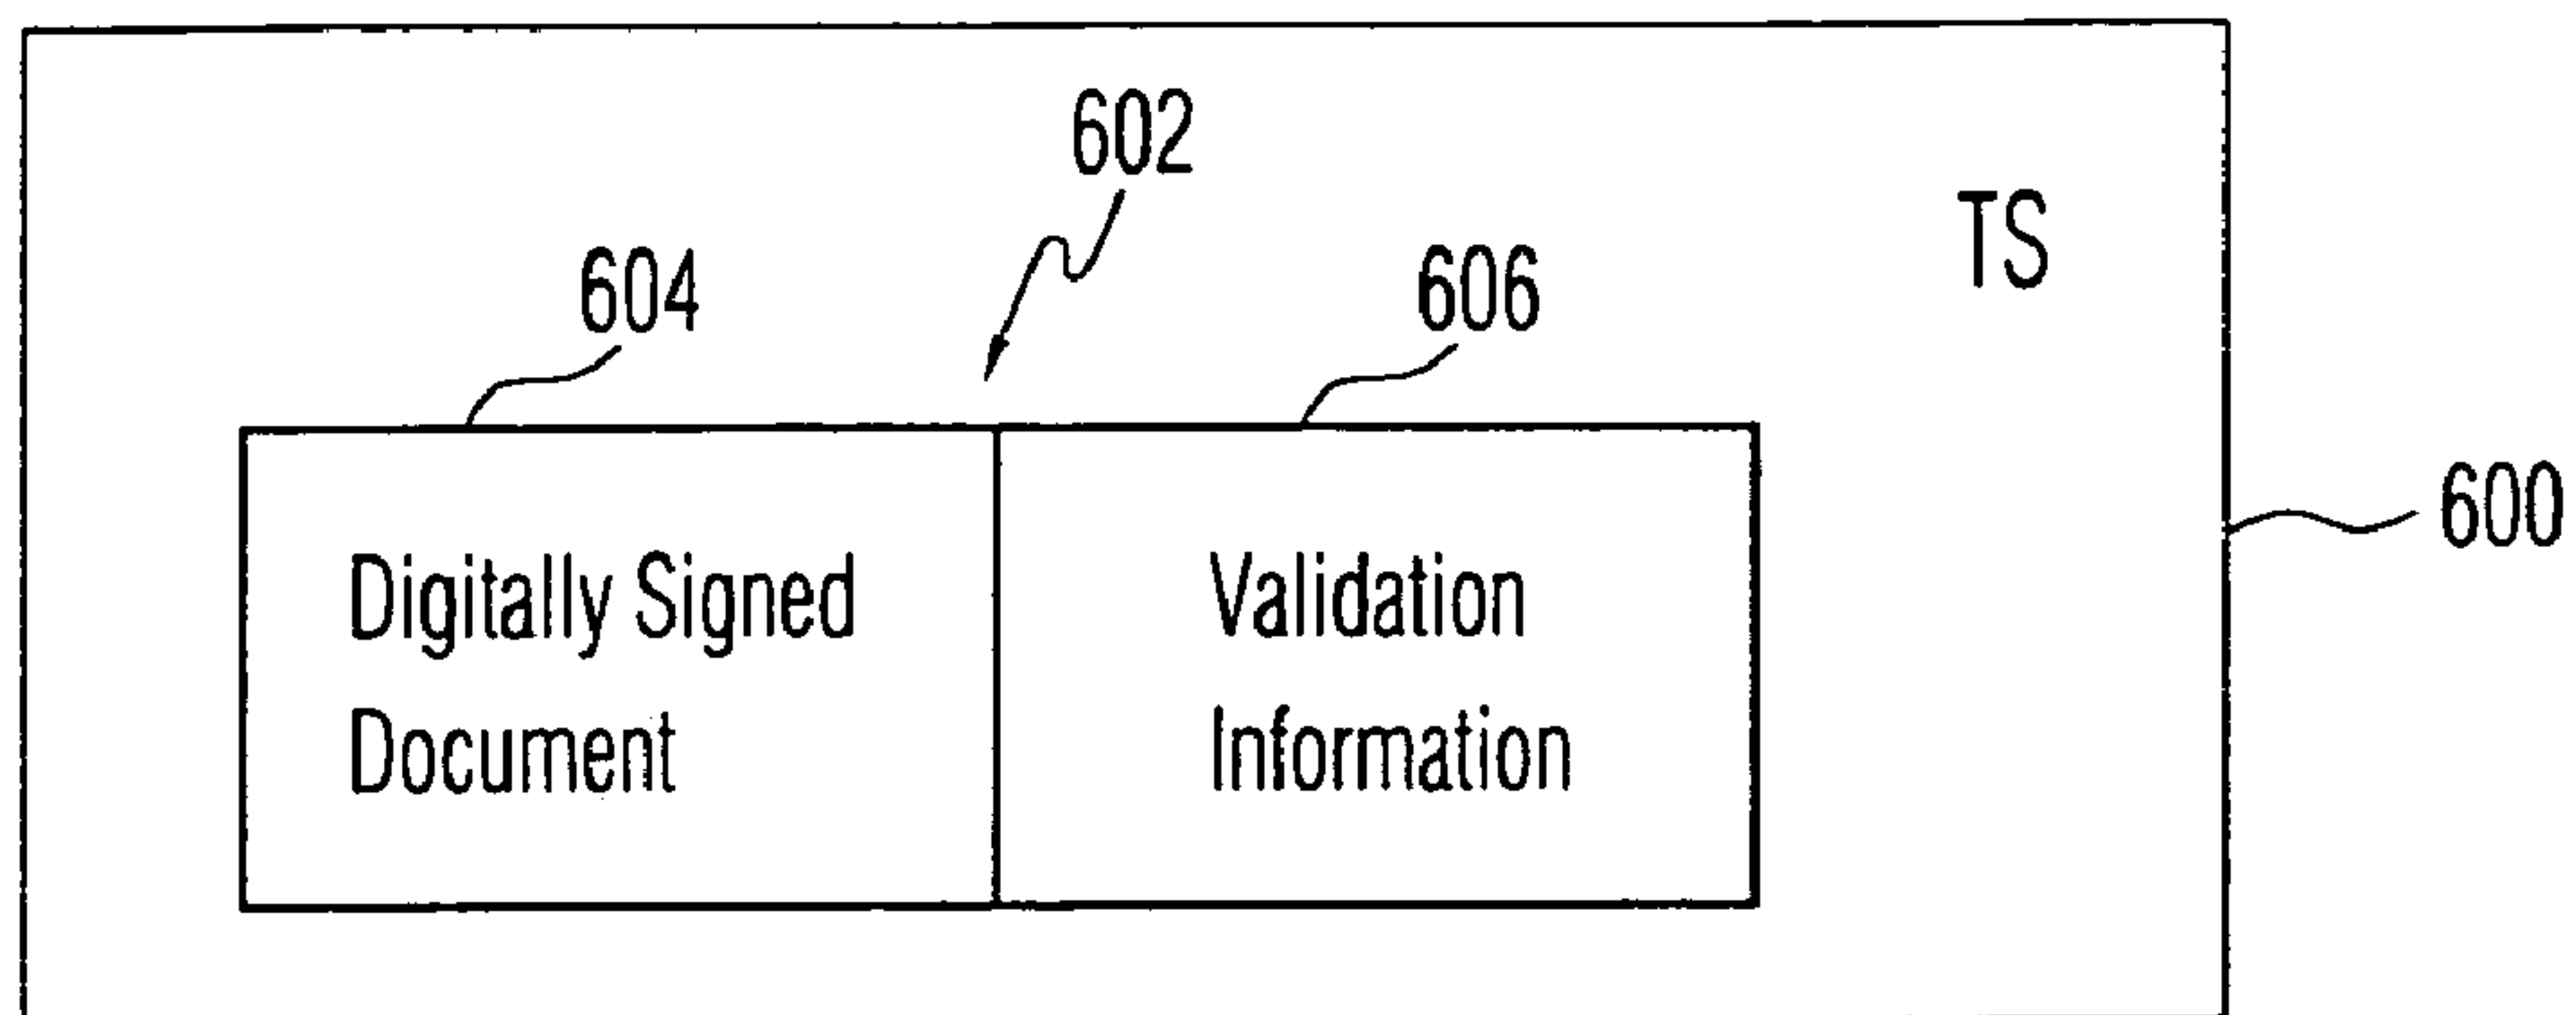 602
TS
604
606
600
Digitally Signed
Document
Validation
Information